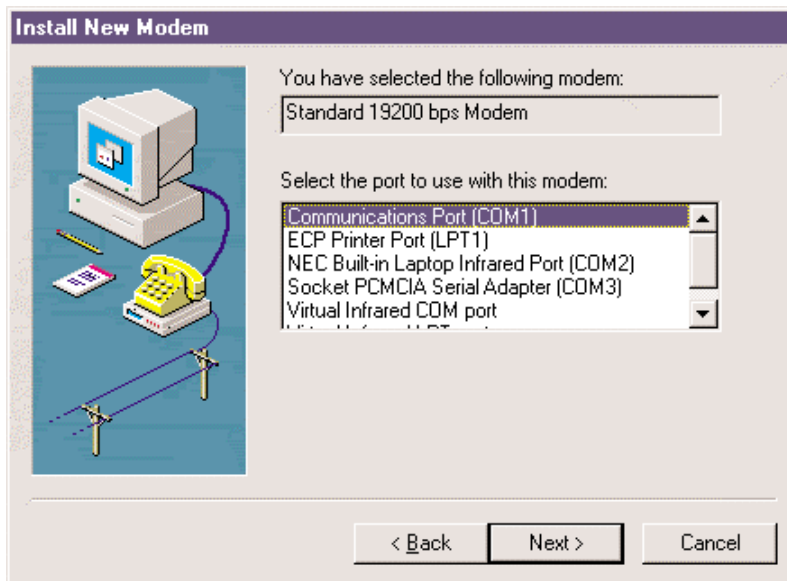 Install New Modem
You have selected the following modem:
Standard 19200 bps Modem
Select the port to use with this modem:
Communications Port (COM1)
ECP Printer Port (LPT1)
NEC Built-in Laptop Infrared Port (COM2)
Socket PCMCIA Serial Adapter (COM3)
Virtual Infrared COM port
< Back
Next >
Cancel